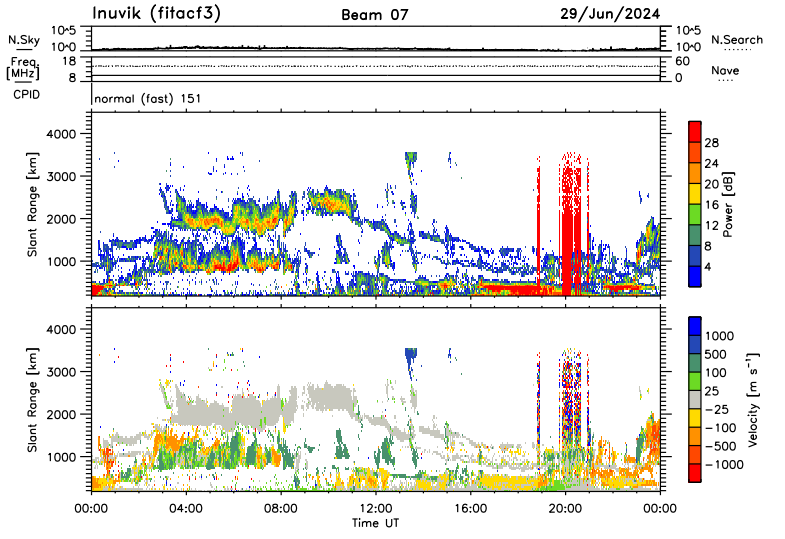 Inuvik (fitacf3)
Beam 07
29/Jun/2024
N.Sky
10^5
10^0
10^5
10^0
N.Search
Freq.
[MHz]
18
8
60
0
Nave
CPID
normal (fast) 151
Slant Range [km]
4000
3000
2000
1000
28
24
20
16
12
8
4
Power [dB]
Slant Range [km]
4000
3000
2000
1000
1000
500
100
25
−25
−100
−500
−1000
Velocity [m s⁻¹]
00:00
04:00
08:00
12:00
16:00
20:00
00:00
Time UT